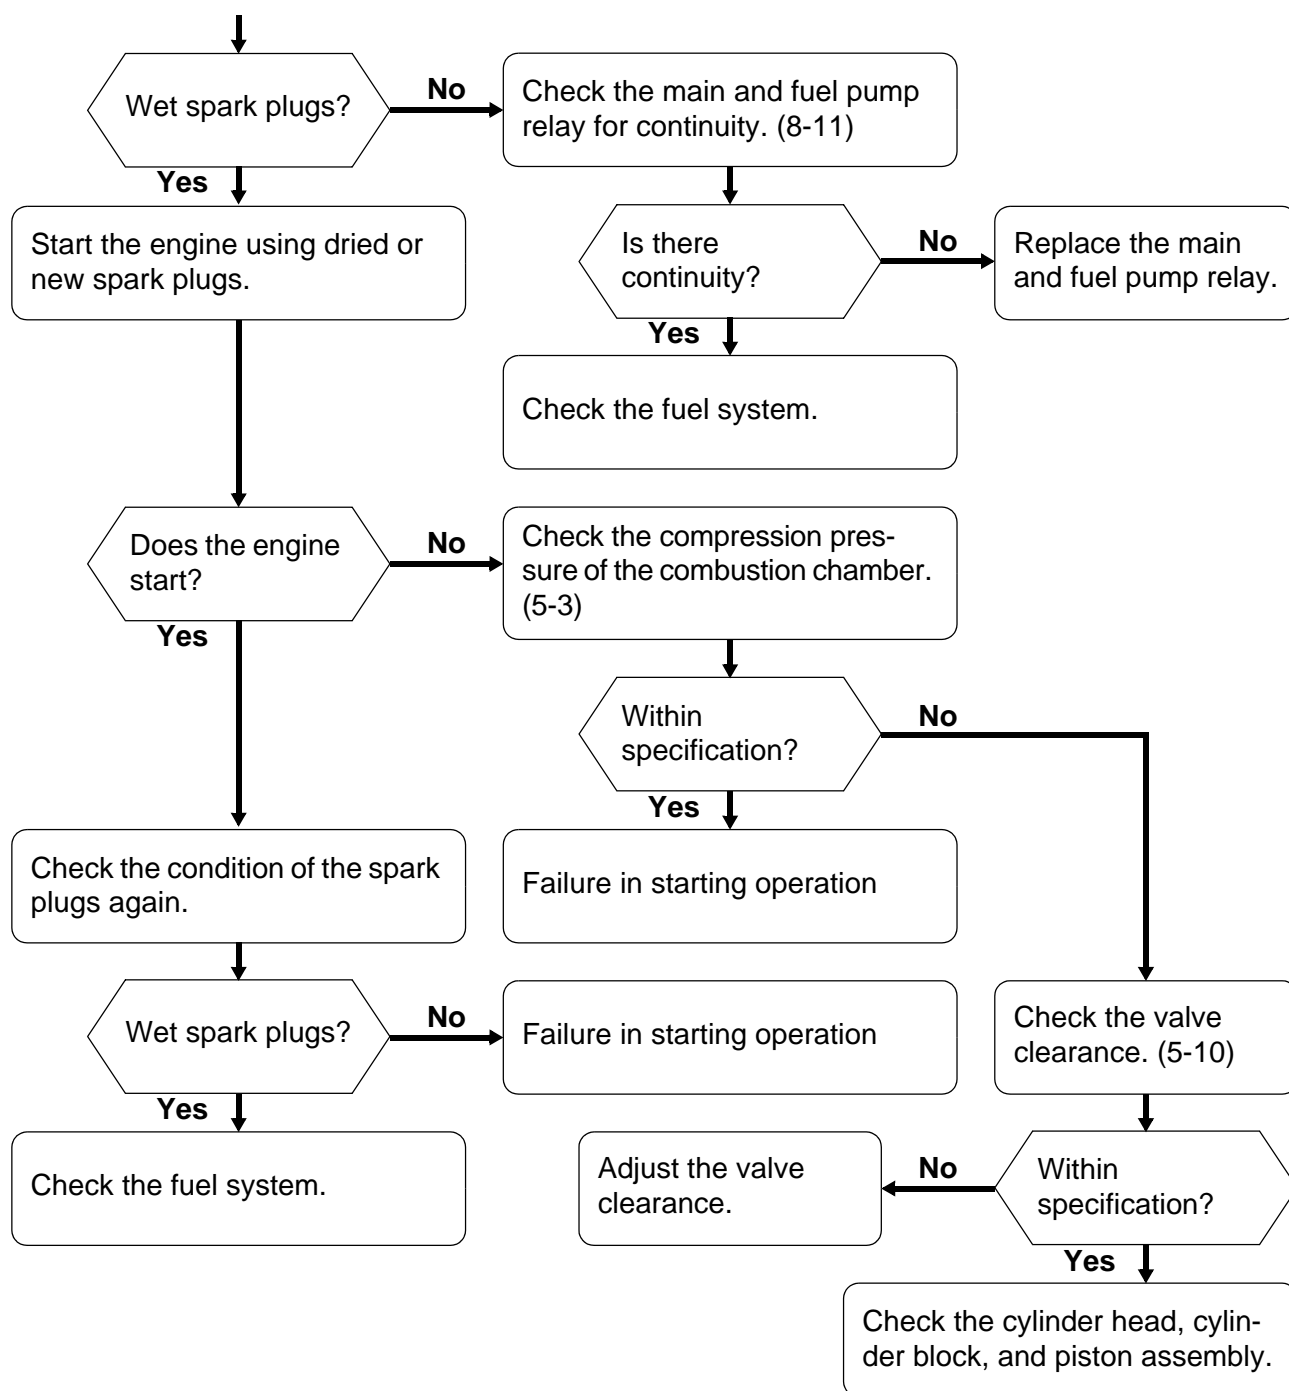 Wet spark plugs?
No
Check the main and fuel pump
relay for continuity. (8-11)
Yes
Start the engine using dried or
new spark plugs.
Is there
continuity?
No
Replace the main
and fuel pump relay.
Yes
Check the fuel system.
Does the engine
start?
No
Check the compression pres-
sure of the combustion chamber.
(5-3)
Yes
Within
specification?
No
Yes
Check the condition of the spark
plugs again.
Failure in starting operation
Wet spark plugs?
No
Failure in starting operation
Check the valve
clearance. (5-10)
Yes
Check the fuel system.
Adjust the valve
clearance.
No
Within
specification?
Yes
Check the cylinder head, cylin-
der block, and piston assembly.